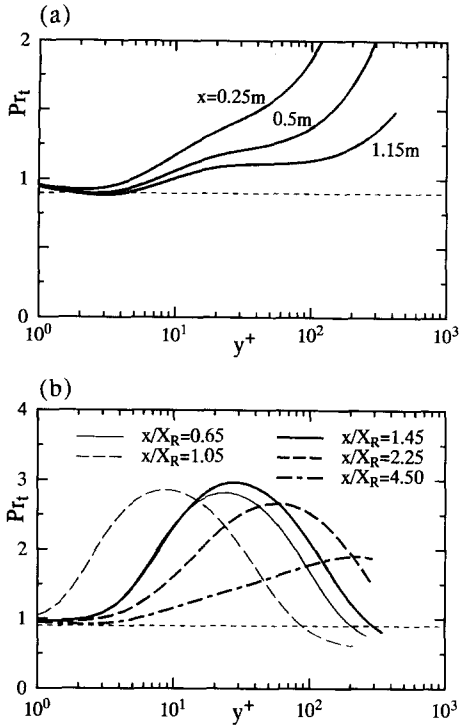 (a)
2
1
0
Pr_t
x=0.25m
0.5m
1.15m
10^0 10^1 10^2 10^3
y^+
(b)
4
3
2
1
0
Pr_t
x/X_R=0.65 x/X_R=1.45
x/X_R=1.05 x/X_R=2.25
x/X_R=4.50
10^0 10^1 10^2 10^3
y^+